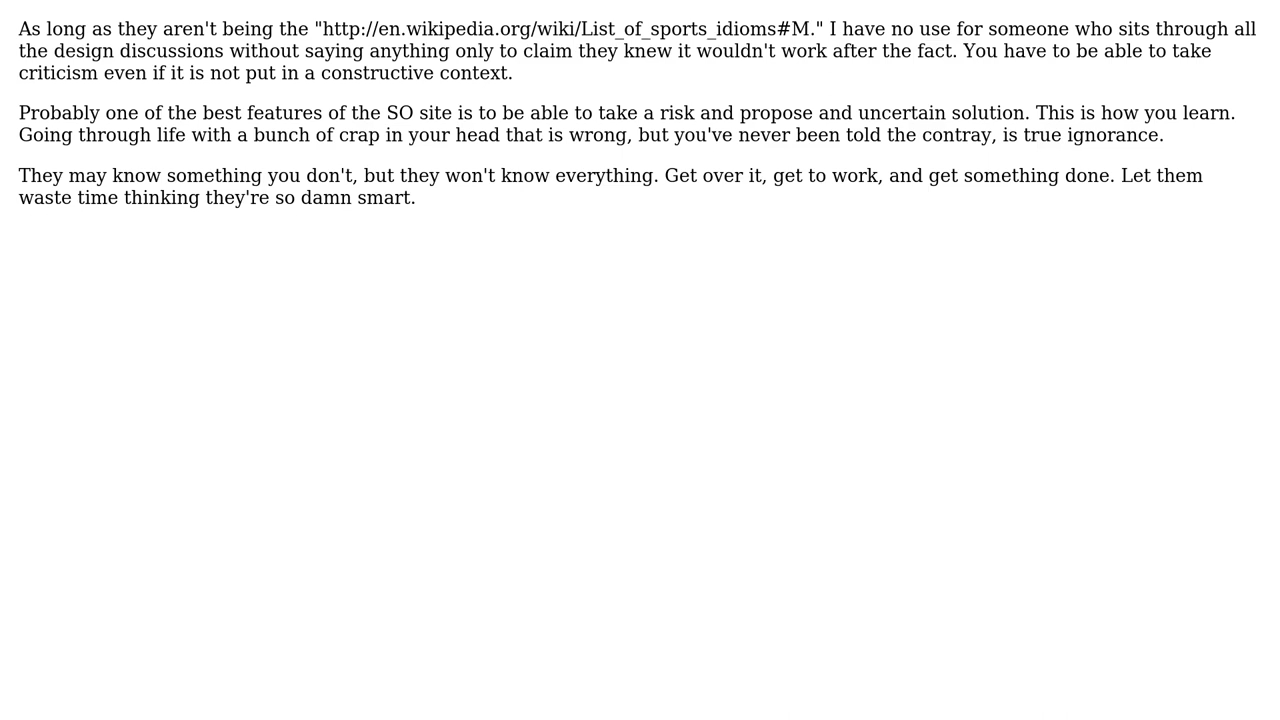 As long as they aren't being the "http://en.wikipedia.org/wiki/List_of_sports_idioms#M." I have no use for someone who sits through all
the design discussions without saying anything only to claim they knew it wouldn't work after the fact. You have to be able to take
criticism even if it is not put in a constructive context.
Probably one of the best features of the SO site is to be able to take a risk and propose and uncertain solution. This is how you learn.
Going through life with a bunch of crap in your head that is wrong, but you've never been told the contray, is true ignorance.
They may know something you don't, but they won't know everything. Get over it, get to work, and get something done. Let them
waste time thinking they're so damn smart.